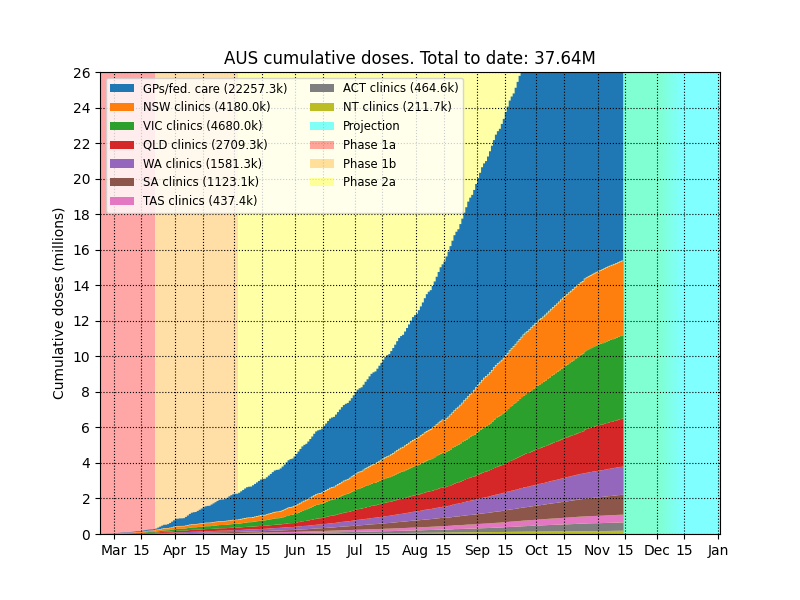 AUS cumulative doses. Total to date: 37.64M
26
24
22
20
18
16
14
12
10
8
6
4
2
0
Cumulative doses (millions)
GPs/fed. care (22257.3k)
NSW clinics (4180.0k)
VIC clinics (4680.0k)
QLD clinics (2709.3k)
WA clinics (1581.3k)
SA clinics (1123.1k)
TAS clinics (437.4k)
ACT clinics (464.6k)
NT clinics (211.7k)
Projection
Phase 1a
Phase 1b
Phase 2a
Mar 15 Apr 15 May 15 Jun 15 Jul 15 Aug 15 Sep 15 Oct 15 Nov 15 Dec 15 Jan